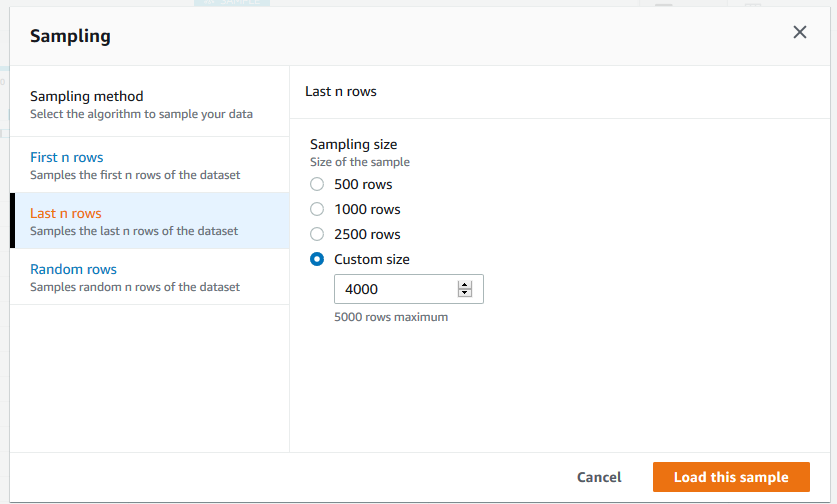 Sampling
Sampling method
Select the algorithm to sample your data
First n rows
Samples the first n rows of the dataset
Last n rows
Samples the last n rows of the dataset
Random rows
Samples random n rows of the dataset
Last n rows
Sampling size
Size of the sample
500 rows
1000 rows
2500 rows
Custom size
4000
5000 rows maximum
Cancel
Load this sample